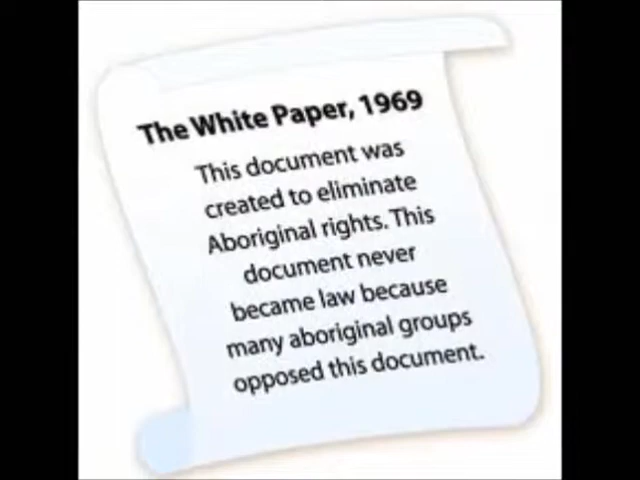 The White Paper, 1969
This document was
created to eliminate
Aboriginal rights. This
document never
became law because
many aboriginal groups
opposed this document.